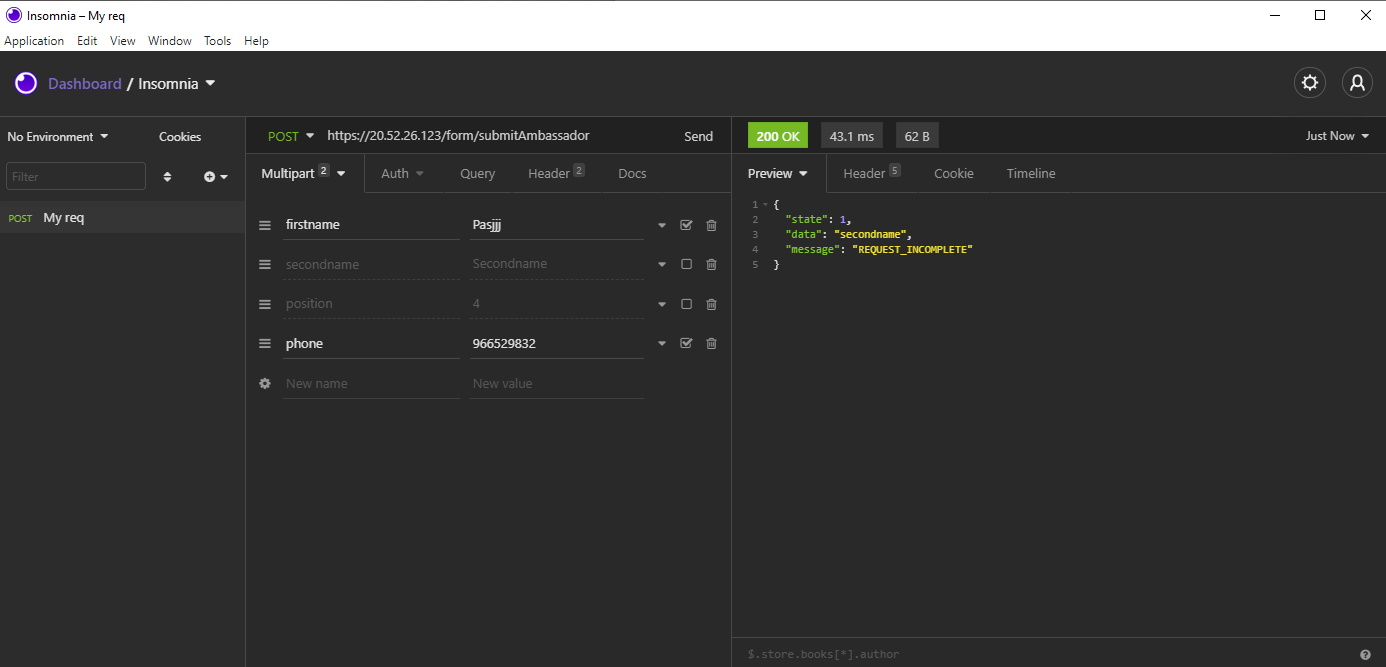 Insomnia – My req
Application Edit View Window Tools Help
Dashboard / Insomnia
No Environment Cookies
Filter
POST My req
POST https://20.52.26.123/form/submitAmbassador Send
Multipart 2 Auth Query Header 2 Docs
firstname Pasjjj
secondname Secondname
position 4
phone 966529832
New name New value
200 OK 43.1 ms 62 B Just Now
Preview Header 5 Cookie Timeline
1 {
2 "state": 1,
3 "data": "secondname",
4 "message": "REQUEST_INCOMPLETE"
5 }
$.store.books[*].author